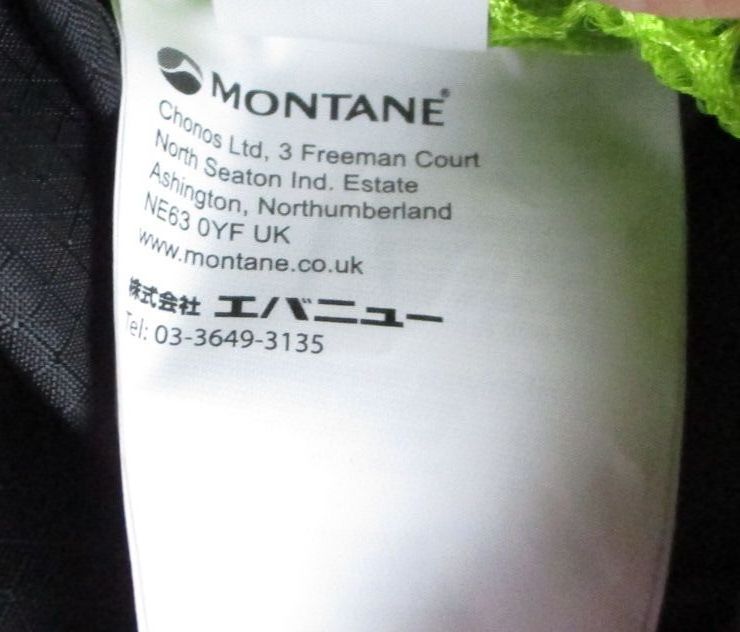 MONTANE®
Chonos Ltd, 3 Freeman Court
North Seaton Ind. Estate
Ashington, Northumberland
NE63 0YF UK
www.montane.co.uk
株式会社 エバニュー
Tel: 03-3649-3135